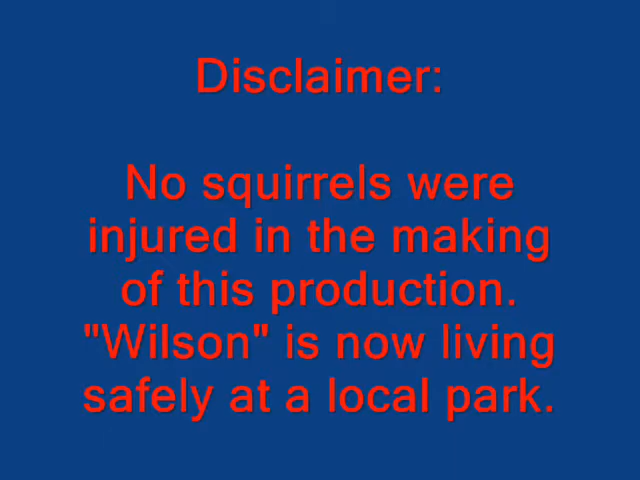 Disclaimer:
No squirrels were
injured in the making
of this production.
"Wilson" is now living
safely at a local park.